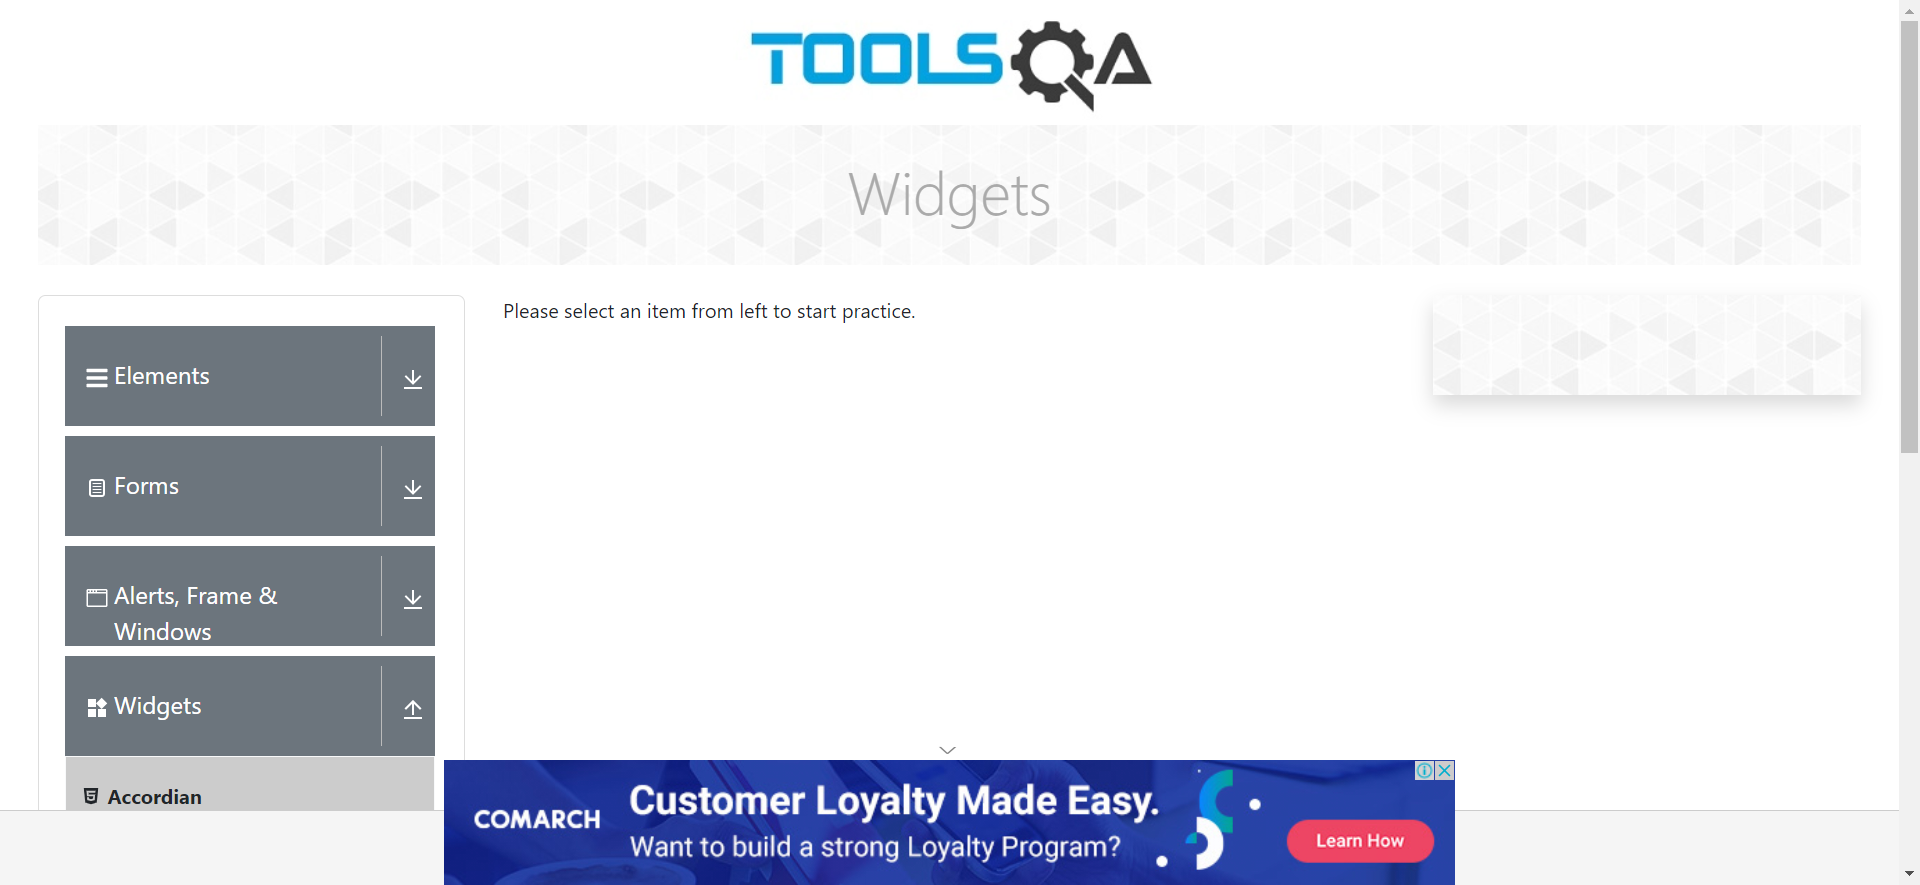 TOOLSQA
Widgets
Elements
Please select an item from left to start practice.
Forms
Alerts, Frame &
Windows
Widgets
Accordian
COMARCH
Customer Loyalty Made Easy.
Want to build a strong Loyalty Program?
Learn How